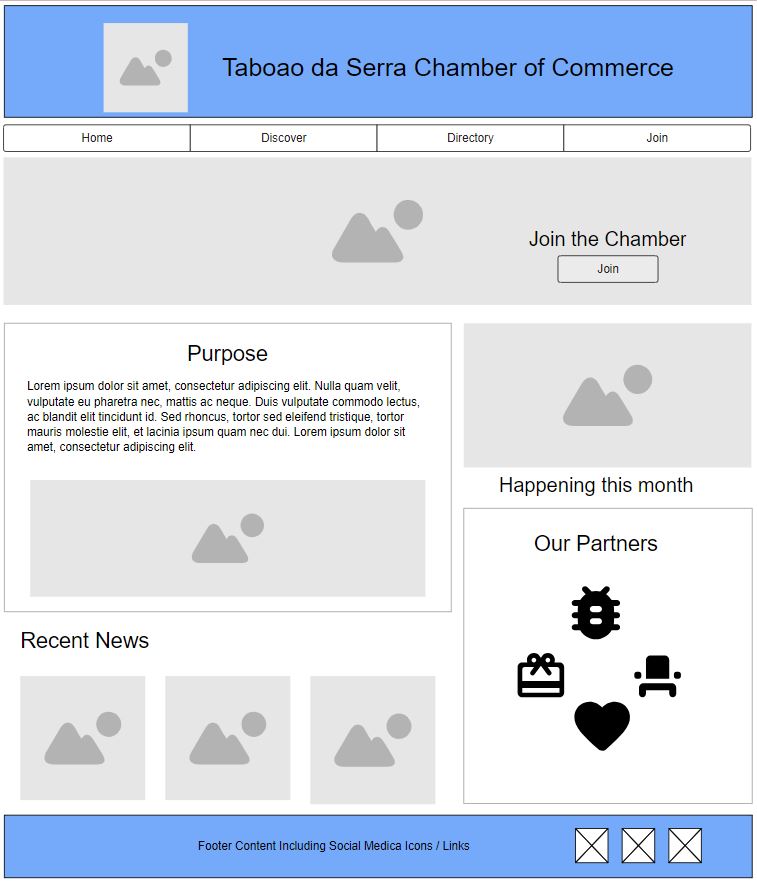 Taboao da Serra Chamber of Commerce
Home
Discover
Directory
Join
Join the Chamber
Join
Purpose
Lorem ipsum dolor sit amet, consectetur adipiscing elit. Nulla quam velit,
vulputate eu pharetra nec, mattis ac neque. Duis vulputate commodo lectus,
ac blandit elit tincidunt id. Sed rhoncus, tortor sed eleifend tristique, tortor
mauris molestie elit, et lacinia ipsum quam nec dui. Lorem ipsum dolor sit
amet, consectetur adipiscing elit.
Happening this month
Our Partners
Recent News
Footer Content Including Social Medica Icons / Links